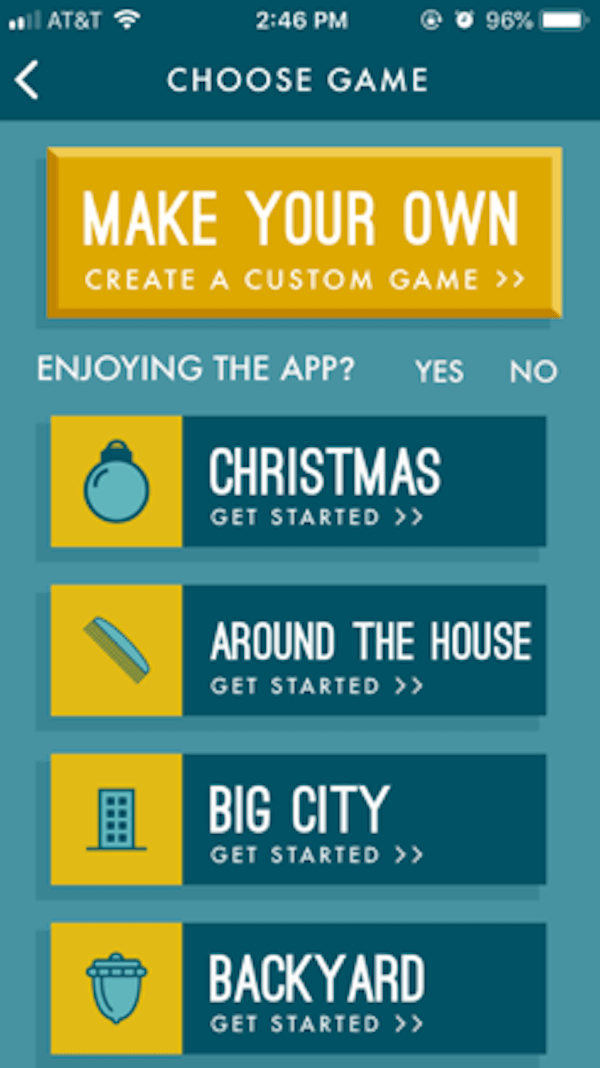 AT&T 2:46 PM 96%
CHOOSE GAME
MAKE YOUR OWN
CREATE A CUSTOM GAME >>
ENJOYING THE APP? YES NO
CHRISTMAS
GET STARTED >>
AROUND THE HOUSE
GET STARTED >>
BIG CITY
GET STARTED >>
BACKYARD
GET STARTED >>